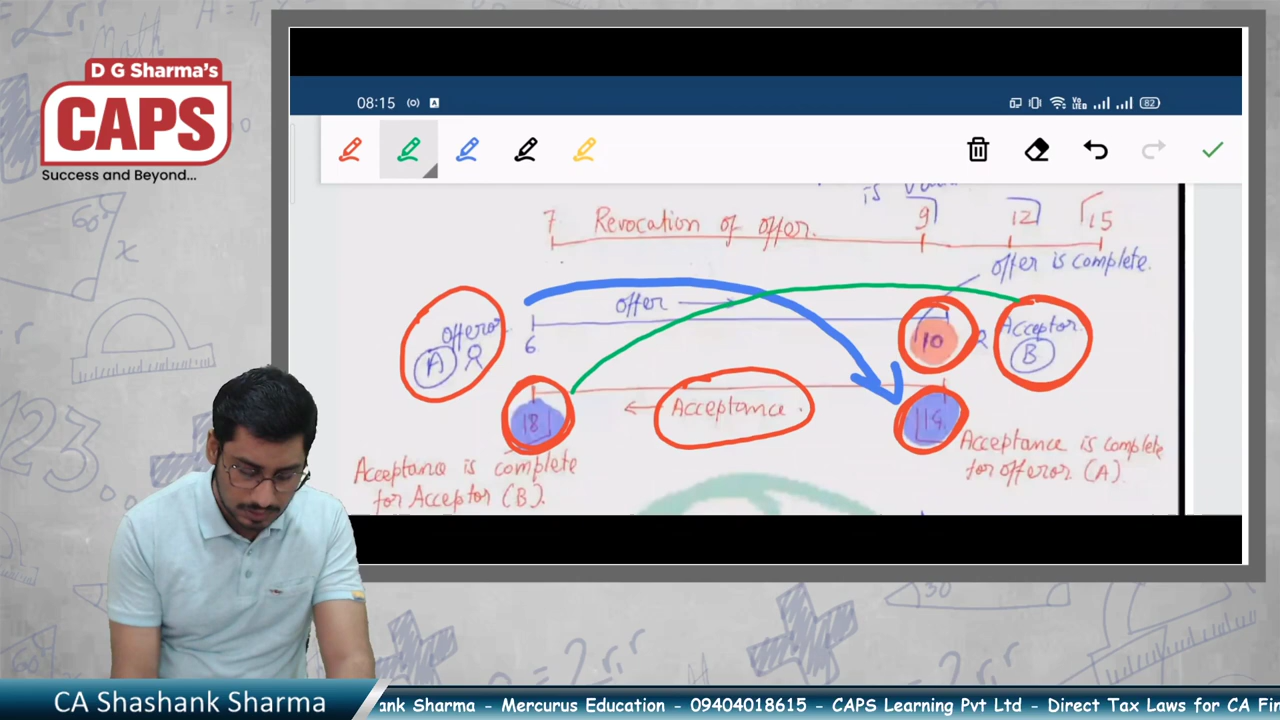 D G Sharma's
CAPS
Success and Beyond...
08:15
82
is
7 Revocation of offer. 9 12 15
offer is complete.
offer
offeror
A
6
10
Acceptor
B
18
Acceptance.
Acceptance is complete
for Acceptor (B).
Acceptance is complete
for offeror (A).
CA Shashank Sharma
ank Sharma - Mercurus Education - 09404018615 - CAPS Learning Pvt Ltd - Direct Tax Laws for CA Fi